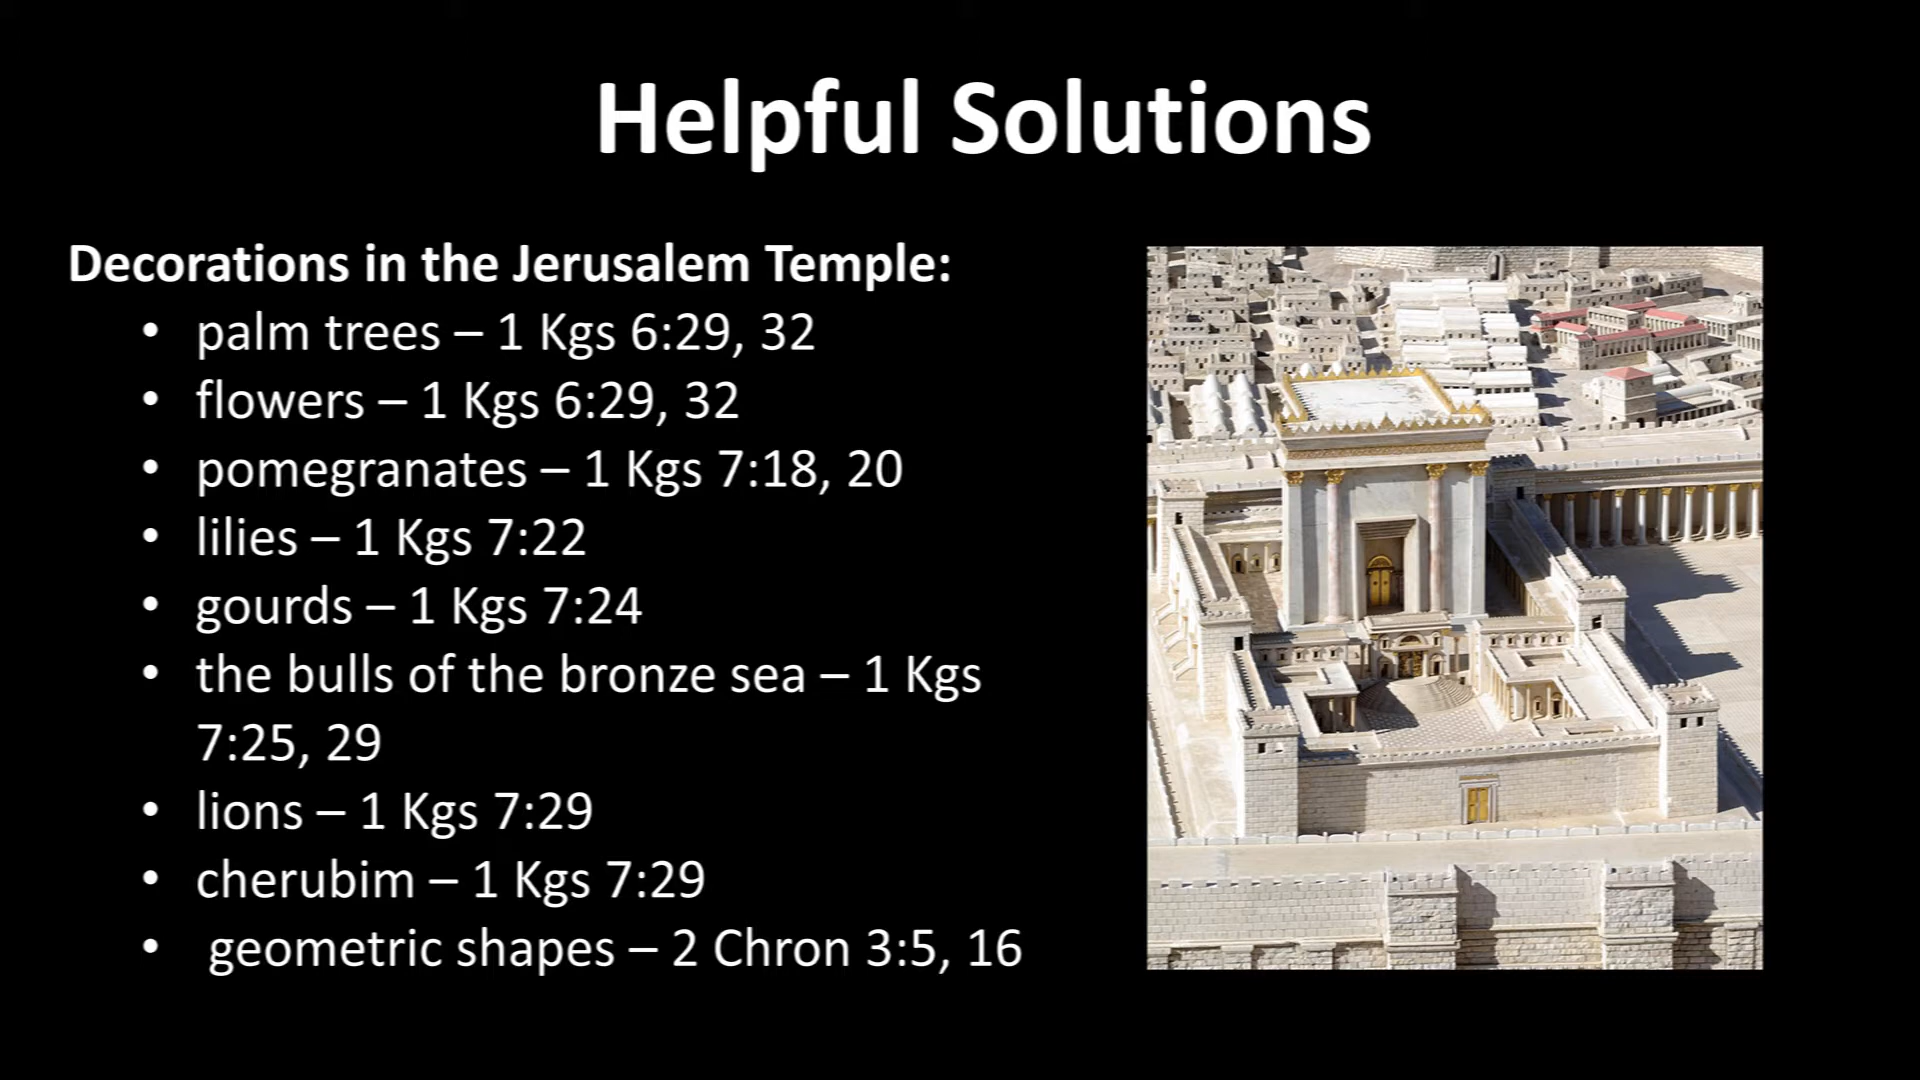 Helpful Solutions
Decorations in the Jerusalem Temple:
• palm trees – 1 Kgs 6:29, 32
• flowers – 1 Kgs 6:29, 32
• pomegranates – 1 Kgs 7:18, 20
• lilies – 1 Kgs 7:22
• gourds – 1 Kgs 7:24
• the bulls of the bronze sea – 1 Kgs
7:25, 29
• lions – 1 Kgs 7:29
• cherubim – 1 Kgs 7:29
• geometric shapes – 2 Chron 3:5, 16